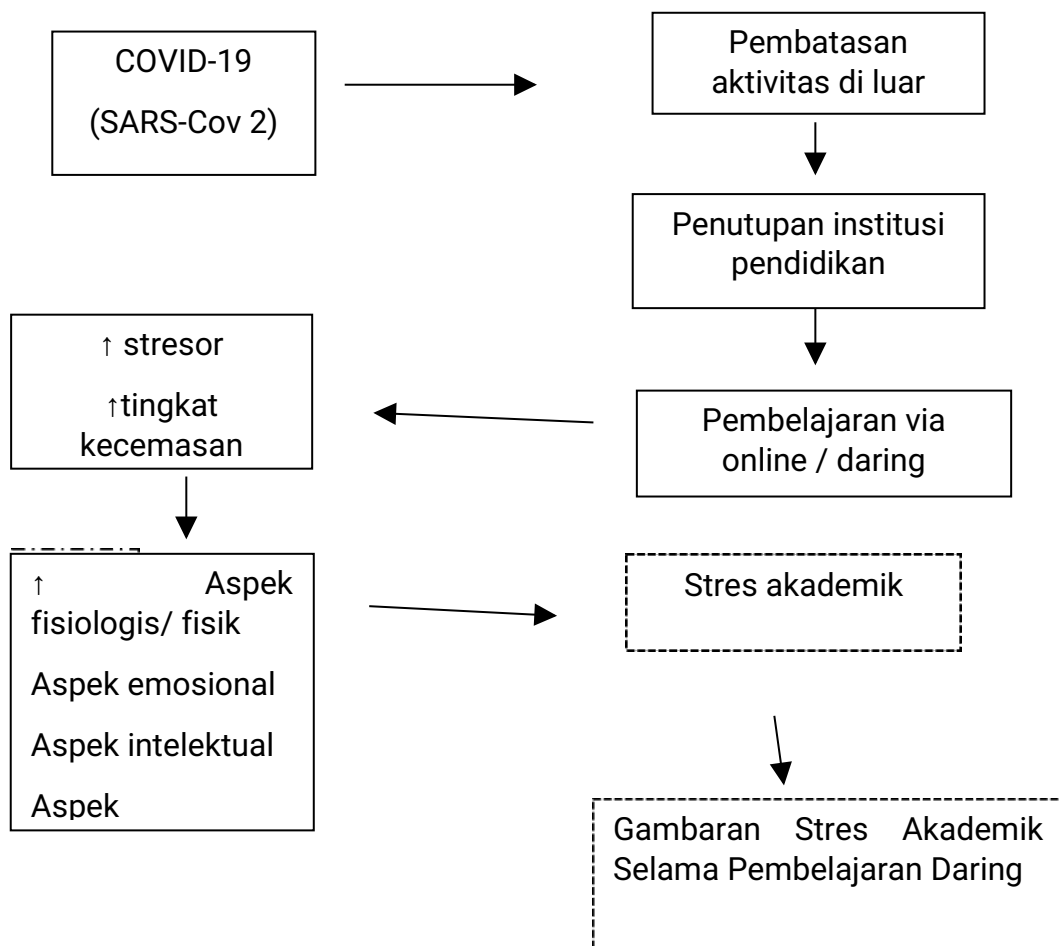 COVID-19
(SARS-Cov 2)
Pembatasan
aktivitas di luar
Penutupan institusi
pendidikan
Pembelajaran via
online / daring
↑ stresor
↑tingkat
kecemasan
↑ Aspek
fisiologis/ fisik
Aspek emosional
Aspek intelektual
Aspek
Stres akademik
Gambaran Stres Akademik
Selama Pembelajaran Daring